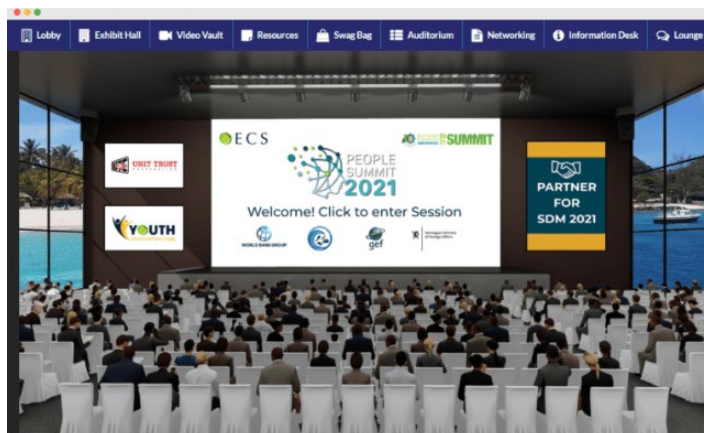 Lobby
Exhibit Hall
Video Vault
Resources
Swag Bag
Auditorium
Networking
Information Desk
Lounge
ECS
SUMMIT
PEOPLE
SUMMIT
2021
Welcome! Click to enter Session
WORLD BANK GROUP
gef
UNIT TRUST
CORPORATION
YOUTH
PARTNER
FOR
SDM 2021